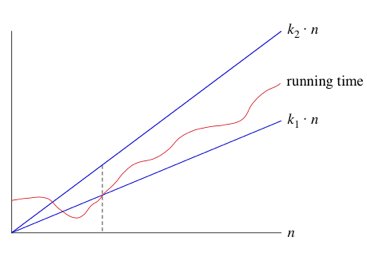 k₂ · n
running time
k₁ · n
n